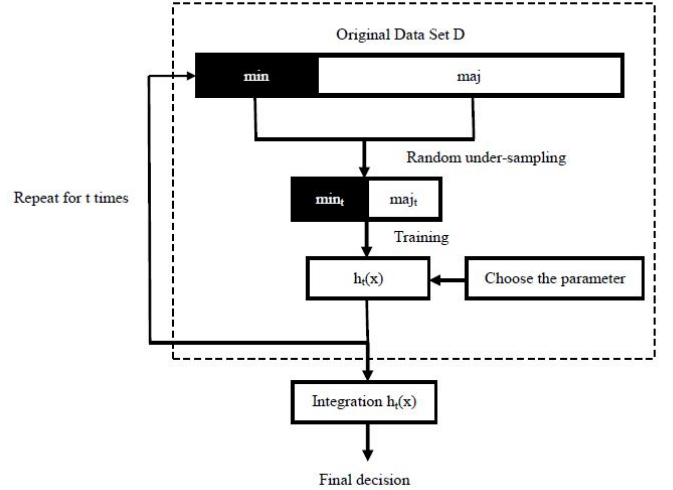 Original Data Set D
min
maj
Random under-sampling
Repeat for t times
minₜ
majₜ
Training
hₜ(x)
Choose the parameter
Integration hₜ(x)
Final decision